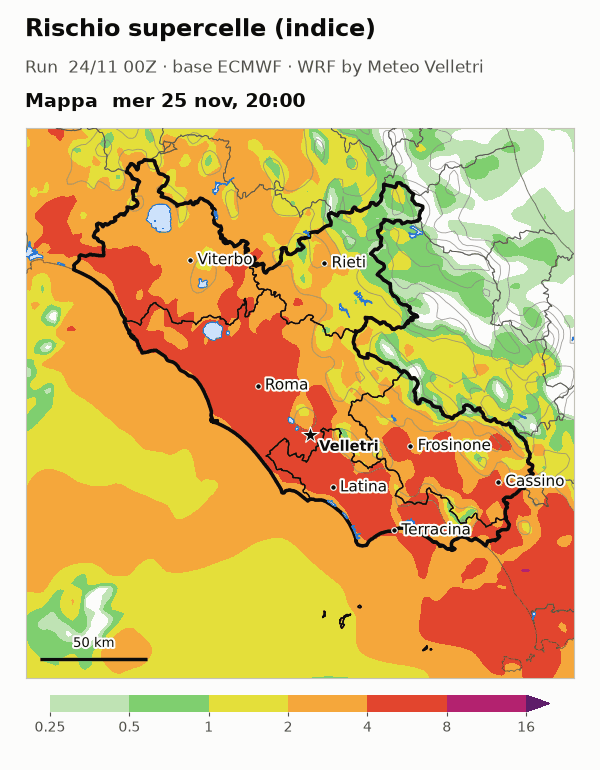 Rischio supercelle (indice)
Run  24/11 00Z · base ECMWF · WRF by Meteo Velletri
Mappa  mer 25 nov, 20:00
Viterbo
Rieti
Roma
Velletri
Frosinone
Latina
Cassino
Terracina
50 km
0.25 0.5 1 2 4 8 16